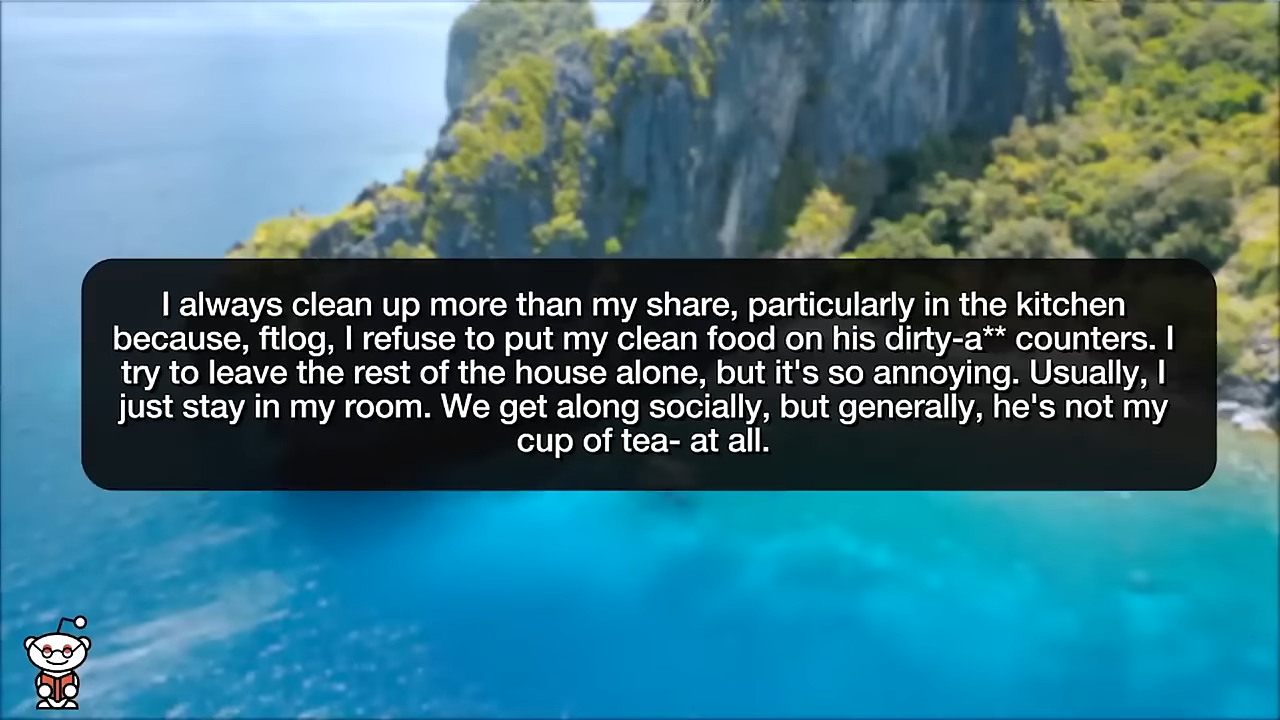 I always clean up more than my share, particularly in the kitchen
because, ftlog, I refuse to put my clean food on his dirty-a** counters. I
try to leave the rest of the house alone, but it's so annoying. Usually, I
just stay in my room. We get along socially, but generally, he's not my
cup of tea- at all.